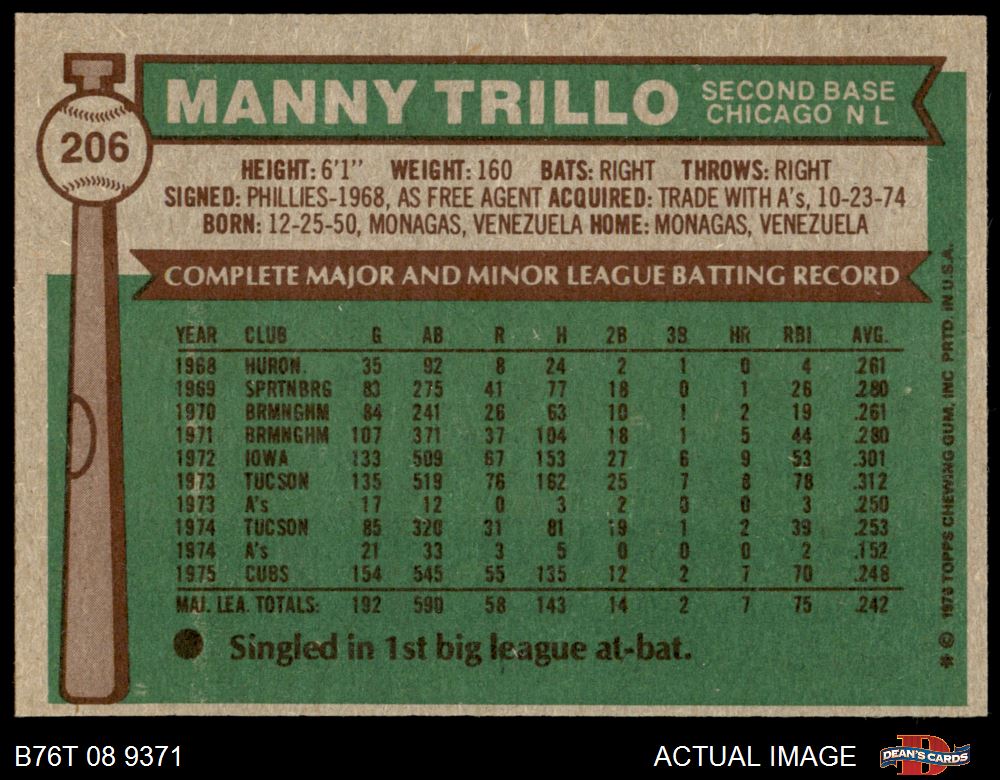 MANNY TRILLO SECOND BASE
CHICAGO N L
206
HEIGHT: 6'1" WEIGHT: 160 BATS: RIGHT THROWS: RIGHT
SIGNED: PHILLIES-1968, AS FREE AGENT ACQUIRED: TRADE WITH A's, 10-23-74
BORN: 12-25-50, MONAGAS, VENEZUELA HOME: MONAGAS, VENEZUELA
COMPLETE MAJOR AND MINOR LEAGUE BATTING RECORD
YEAR CLUB G AB R H 2B 3B HR RBI AVG.
1968 HURON 35 92 8 24 2 1 0 4 .261
1969 SPRTNBRG 83 275 41 77 18 0 1 26 .280
1970 BRMNGHM 84 241 26 63 10 1 2 19 .261
1971 BRMNGHM 107 371 37 104 18 1 5 44 .280
1972 IOWA 133 509 67 153 27 6 9 53 .301
1973 TUCSON 135 519 76 162 25 7 8 78 .312
1973 A's 17 12 0 3 2 0 0 3 .250
1974 TUCSON 85 320 31 81 19 1 2 39 .253
1974 A's 21 33 3 5 0 0 0 2 .152
1975 CUBS 154 545 55 135 12 2 7 70 .248
MAJ. LEA. TOTALS: 192 590 58 143 14 2 7 75 .242
Singled in 1st big league at-bat.
* © 1976 TOPPS CHEWING GUM, INC PRTD. IN U.S.A.
B76T 08 9371 ACTUAL IMAGE DEAN'S CARDS